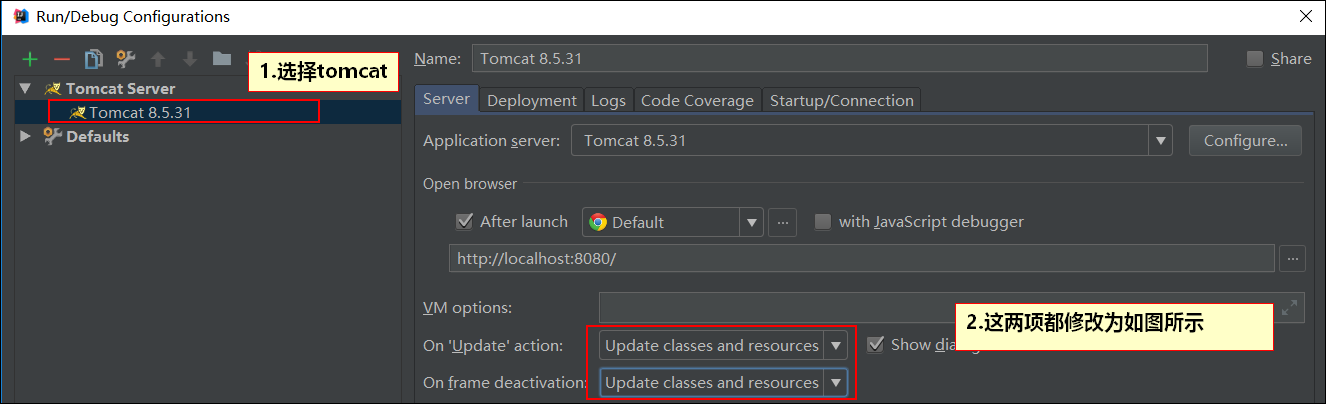 Run/Debug Configurations
1.选择tomcat
Name: Tomcat 8.5.31 Share
Tomcat Server
Tomcat 8.5.31
Defaults
Server Deployment Logs Code Coverage Startup/Connection
Application server: Tomcat 8.5.31 Configure...
Open browser
After launch Default ... with JavaScript debugger
http://localhost:8080/ ...
VM options:
2.这两项都修改为如图所示
On 'Update' action: Update classes and resources Show
On frame deactivation: Update classes and resources